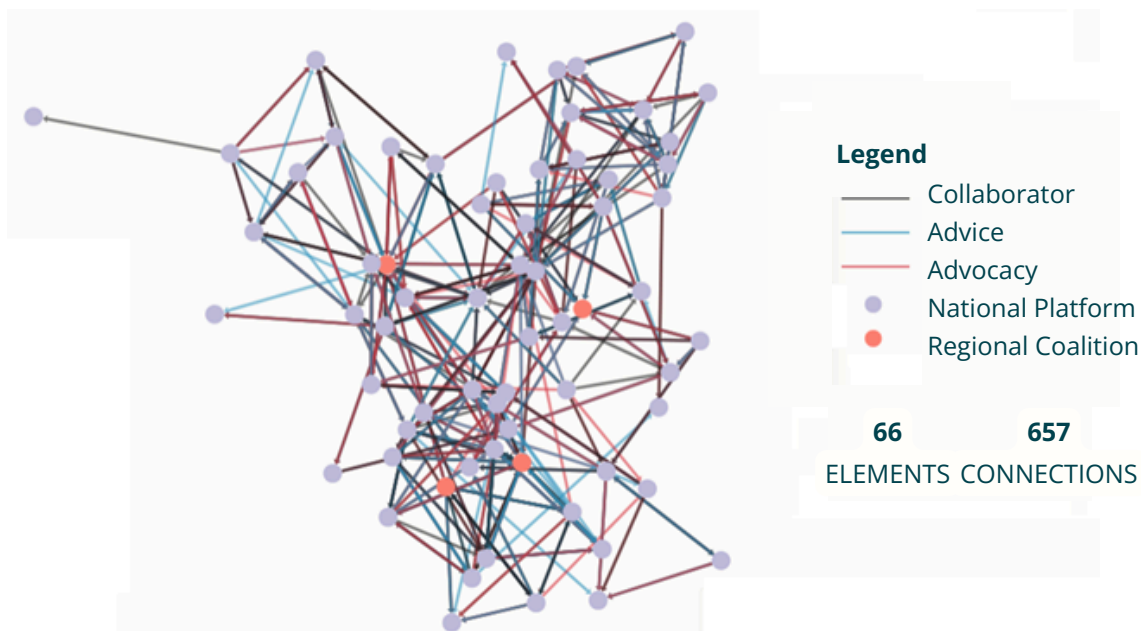 Legend
Collaborator
Advice
Advocacy
National Platform
Regional Coalition
66 657
ELEMENTS CONNECTIONS